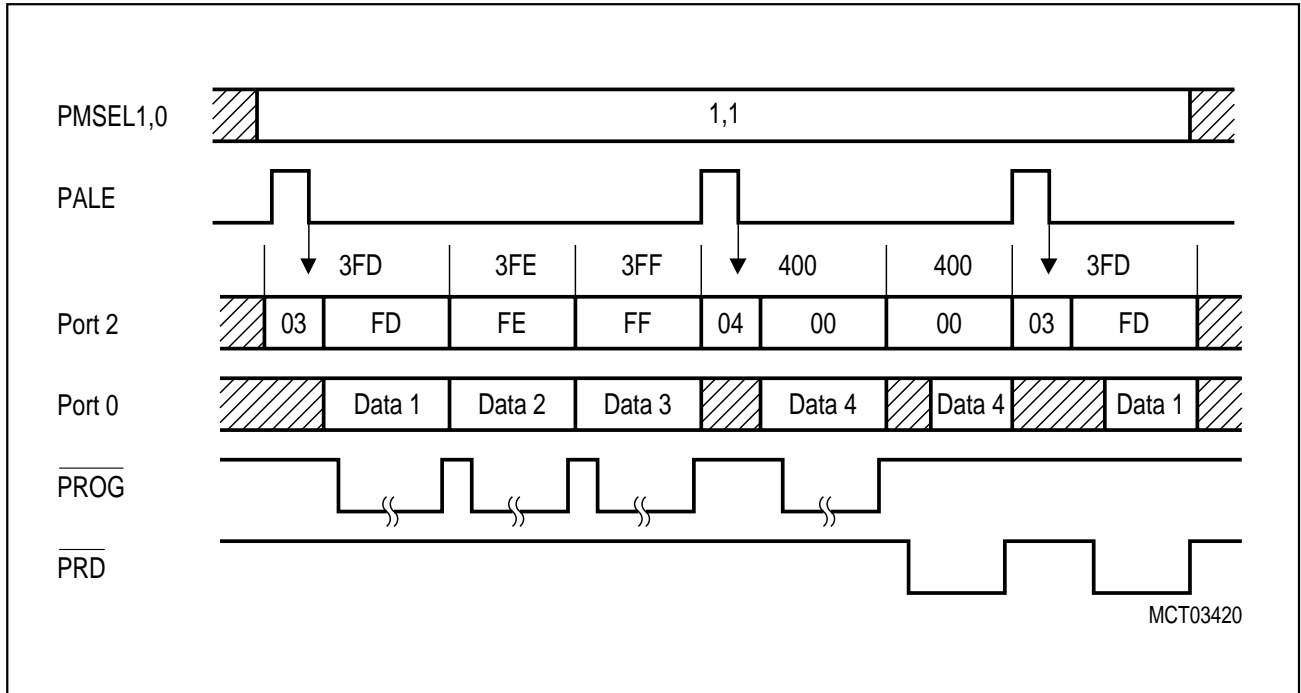 PMSEL1,0 1,1
PALE
3FD 3FE 3FF 400 400 3FD
Port 2 03 FD FE FF 04 00 00 03 FD
Port 0 Data 1 Data 2 Data 3 Data 4 Data 4 Data 1
PROG
PRD
MCT03420